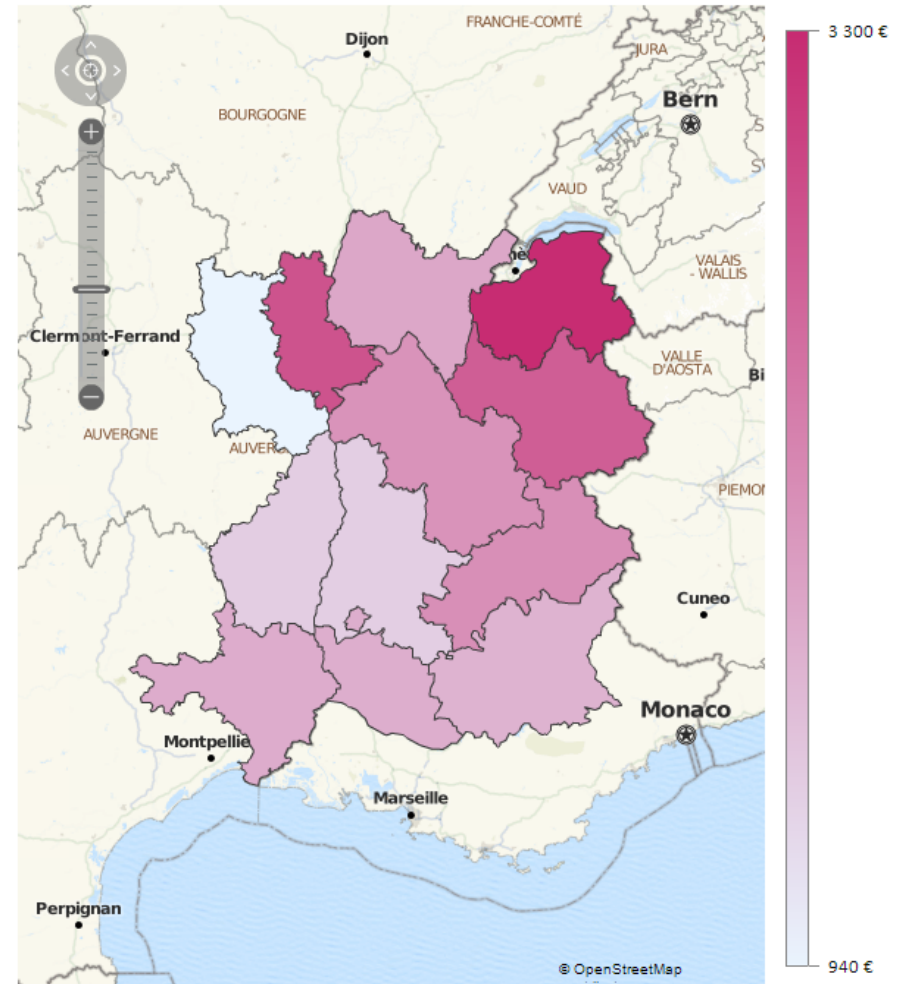 FRANCHE-COMTÉ
3 300 €
Dijon
JURA
Bern
BOURGOGNE
VAUD
VALAIS
- WALLIS
Clermont-Ferrand
VALLE
D'AOSTA
AUVERGNE
PIEMO
Cuneo
Monaco
Montpellie
Marseille
Perpignan
© OpenStreetMap
940 €